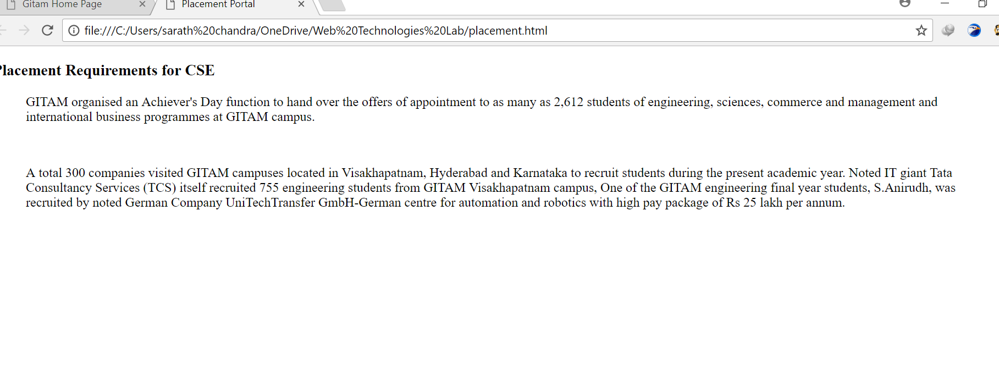 Gitam Home Page
Placement Portal
file:///C:/Users/sarath%20chandra/OneDrive/Web%20Technologies%20Lab/placement.html
Placement Requirements for CSE
GITAM organised an Achiever's Day function to hand over the offers of appointment to as many as 2,612 students of engineering, sciences, commerce and management and
international business programmes at GITAM campus.
A total 300 companies visited GITAM campuses located in Visakhapatnam, Hyderabad and Karnataka to recruit students during the present academic year. Noted IT giant Tata
Consultancy Services (TCS) itself recruited 755 engineering students from GITAM Visakhapatnam campus, One of the GITAM engineering final year students, S.Anirudh, was
recruited by noted German Company UniTechTransfer GmbH-German centre for automation and robotics with high pay package of Rs 25 lakh per annum.